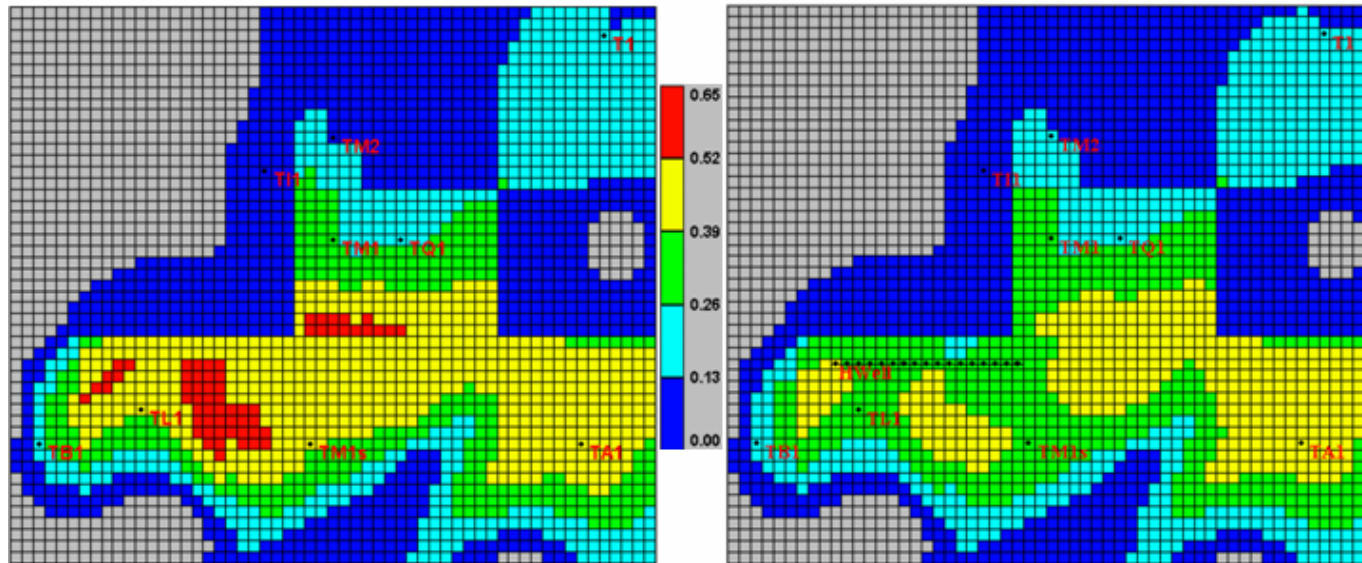 T1
TM2
TI1
TM1
TQ1
TL1
TB1
TM1s
TA1
0.65
0.52
0.39
0.26
0.13
0.00
T1
TM2
TI1
TM1
TQ1
HWell
TL1
TB1
TM1s
TA1